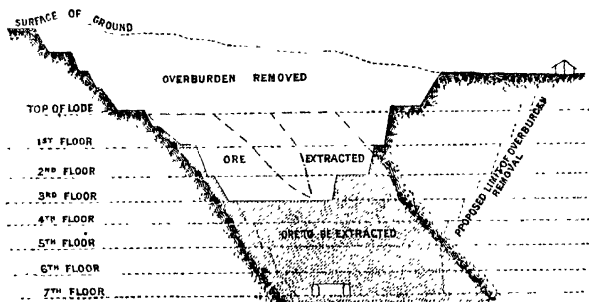 SURFACE OF GROUND
OVERBURDEN REMOVED
TOP OF LODE
1ST FLOOR
ORE EXTRACTED
2ND FLOOR
3RD FLOOR
4TH FLOOR
ORE TO BE EXTRACTED
5TH FLOOR
6TH FLOOR
7TH FLOOR
PROPOSED LIMIT OF OVERBURDEN
REMOVAL